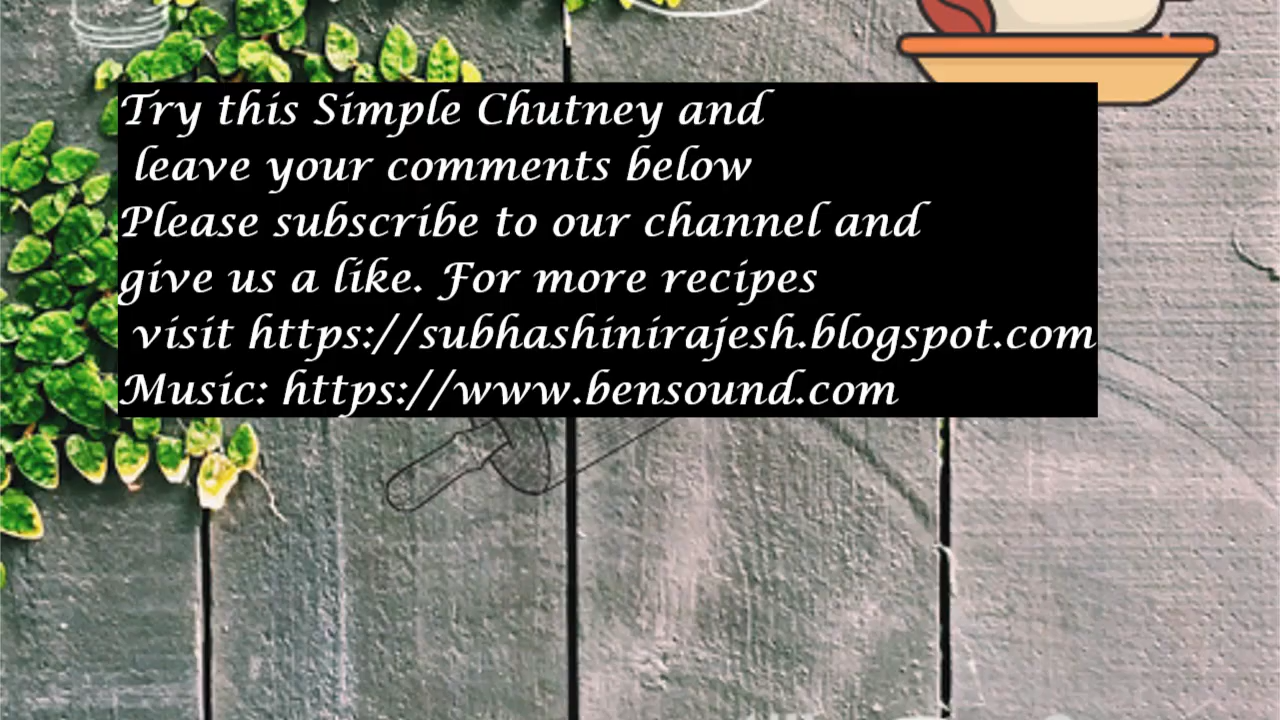 Try this Simple Chutney and
leave your comments below
Please subscribe to our channel and
give us a like. For more recipes
visit https://subhashinirajesh.blogspot.com
Music: https://www.bensound.com